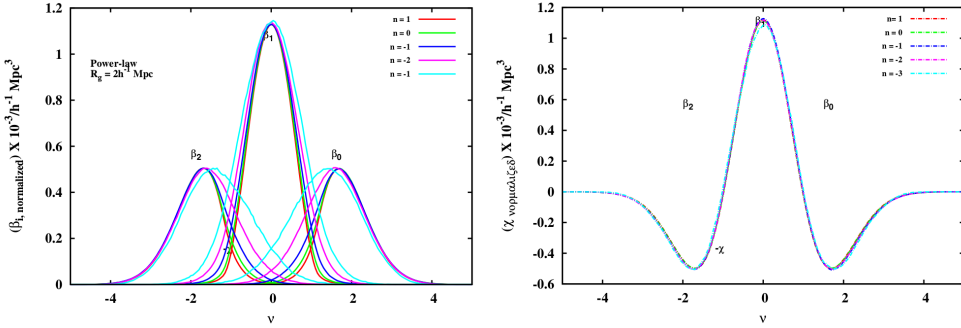 1.2
1
0.8
0.6
0.4
0.2
0
-4
-2
0
2
4
ν
(β_{i, normalized}) X 10^{-3}/h^{-1} Mpc^3
n = 1
n = 0
n = -1
n = -2
n = -1
Power-law
R_g = 2h^{-1} Mpc
β_1
β_2
β_0
1.2
1
0.8
0.6
0.4
0.2
0
-0.2
-0.4
-0.6
-4
-2
0
2
4
ν
(χ νορμαλιζεδ) X 10^{-3}/h^{-1} Mpc^3
n = 1
n = 0
n = -1
n = -2
n = -3
β_1
β_2
β_0
-χ